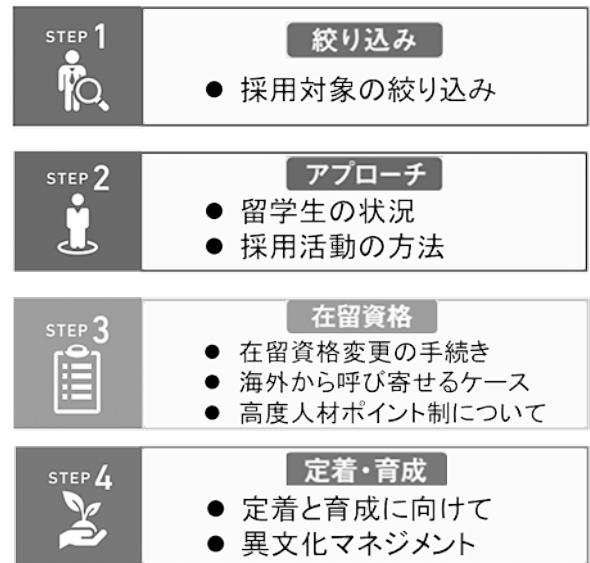 STEP 1
絞り込み
● 採用対象の絞り込み
STEP 2
アプローチ
● 留学生の状況
● 採用活動の方法
STEP 3
在留資格
● 在留資格変更の手続き
● 海外から呼び寄せるケース
● 高度人材ポイント制について
STEP 4
定着・育成
● 定着と育成に向けて
● 異文化マネジメント